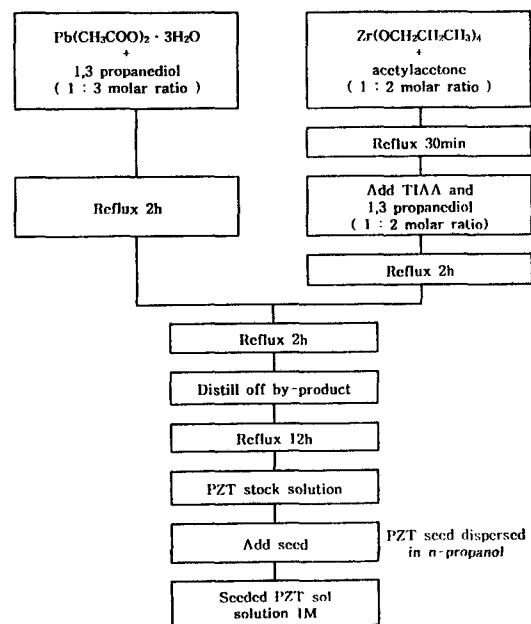 Pb(CH₃COO)₂ · 3H₂O
+
1,3 propanediol
( 1 : 3 molar ratio )
Reflux 2h
Zr(OCH₂CH₂CH₃)₄
+
acetylacetone
( 1 : 2 molar ratio )
Reflux 30min
Add TIAA and
1,3 propanediol
( 1 : 2 molar ratio )
Reflux 2h
Reflux 2h
Distill off by-product
Reflux 12h
PZT stock solution
Add seed
PZT seed dispersed
in n-propanol
Seeded PZT sol
solution 1M